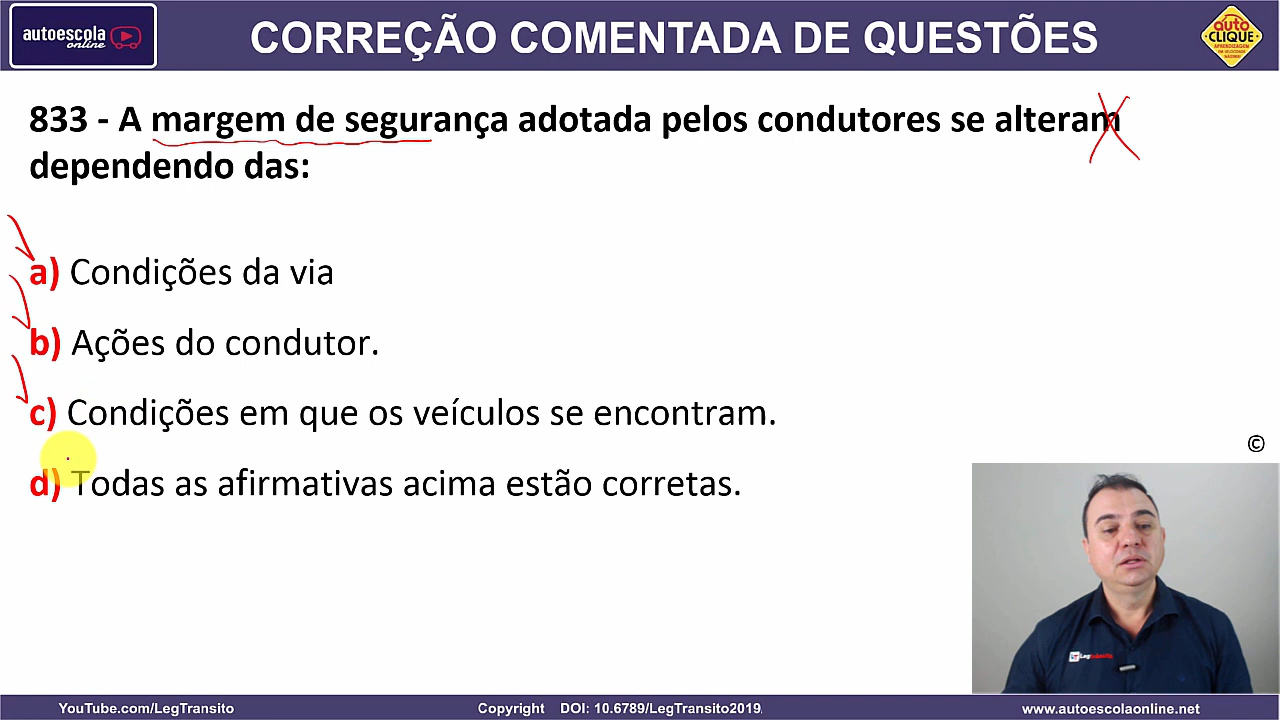 autoescola
online
CORREÇÃO COMENTADA DE QUESTÕES
auto
CLIQUE
833 - A margem de segurança adotada pelos condutores se alteram
dependendo das:
a) Condições da via
b) Ações do condutor.
c) Condições em que os veículos se encontram.
d) Todas as afirmativas acima estão corretas.
©
YouTube.com/LegTransito
Copyright DOI: 10.6789/LegTransito2019
www.autoescolaonline.net